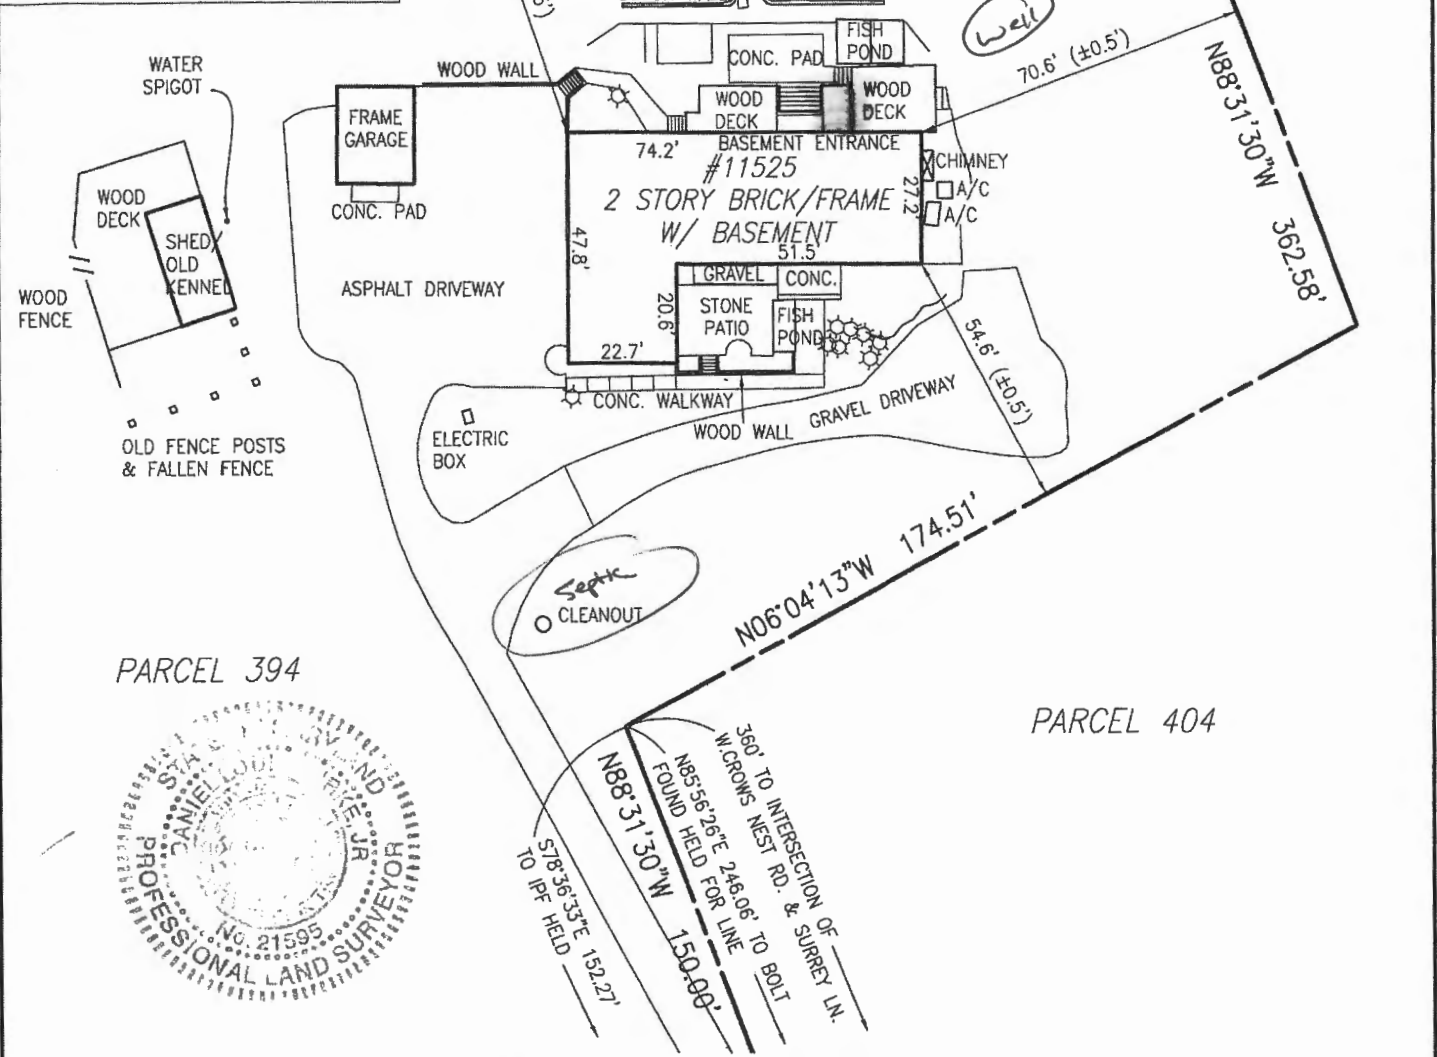 Well
FISH
POND
CONC. PAD
70.6' (±0.5')
N88°31'30"W 362.58'
WATER
SPIGOT
WOOD WALL
FRAME
GARAGE
WOOD
DECK
WOOD
DECK
74.2'
BASEMENT ENTRANCE
#11525
2 STORY BRICK/FRAME
W/ BASEMENT
CHIMNEY
A/C
A/C
27.2'
51.5'
47.8'
CONC. PAD
WOOD
DECK
SHED/
OLD
KENNEL
WOOD
FENCE
ASPHALT DRIVEWAY
GRAVEL
CONC.
STONE
PATIO
FISH
POND
20.6'
22.7'
54.6' (±0.5')
CONC. WALKWAY
WOOD WALL
GRAVEL DRIVEWAY
ELECTRIC
BOX
OLD FENCE POSTS
& FALLEN FENCE
Septic
CLEANOUT
N06°04'13"W 174.51'
PARCEL 394
PARCEL 404
360' TO INTERSECTION OF
W.CROWS NEST RD. & SURREY LN.
N85°56'26"E 246.06' TO BOLT
FOUND HELD FOR LINE
N88°31'30"W 150.00'
S78°36'33"E 152.27'
TO IPF HELD
DANIEL
JR
PROFESSIONAL LAND SURVEYOR
No. 21595